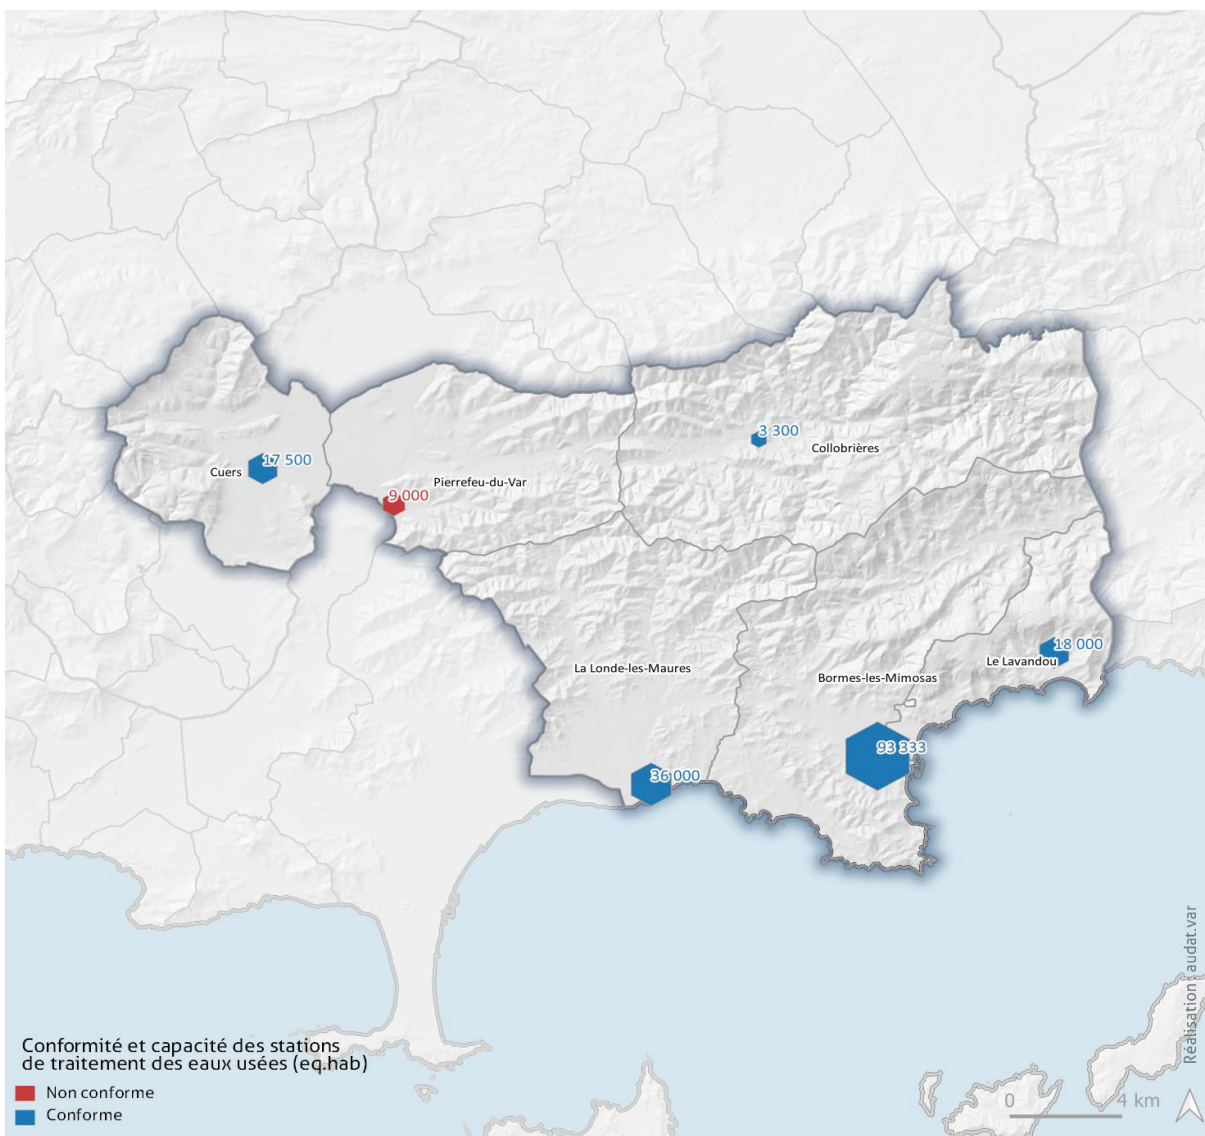 3 300
Collobrières
17 500
Cuers
Pierrefeu-du-Var
9 000
18 000
Le Lavandou
La Londe-les-Maures
Bormes-les-Mimosas
93 333
36 000
Réalisation : audat.var
Conformité et capacité des stations
de traitement des eaux usées (eq.hab)
Non conforme
Conforme
0 4 km